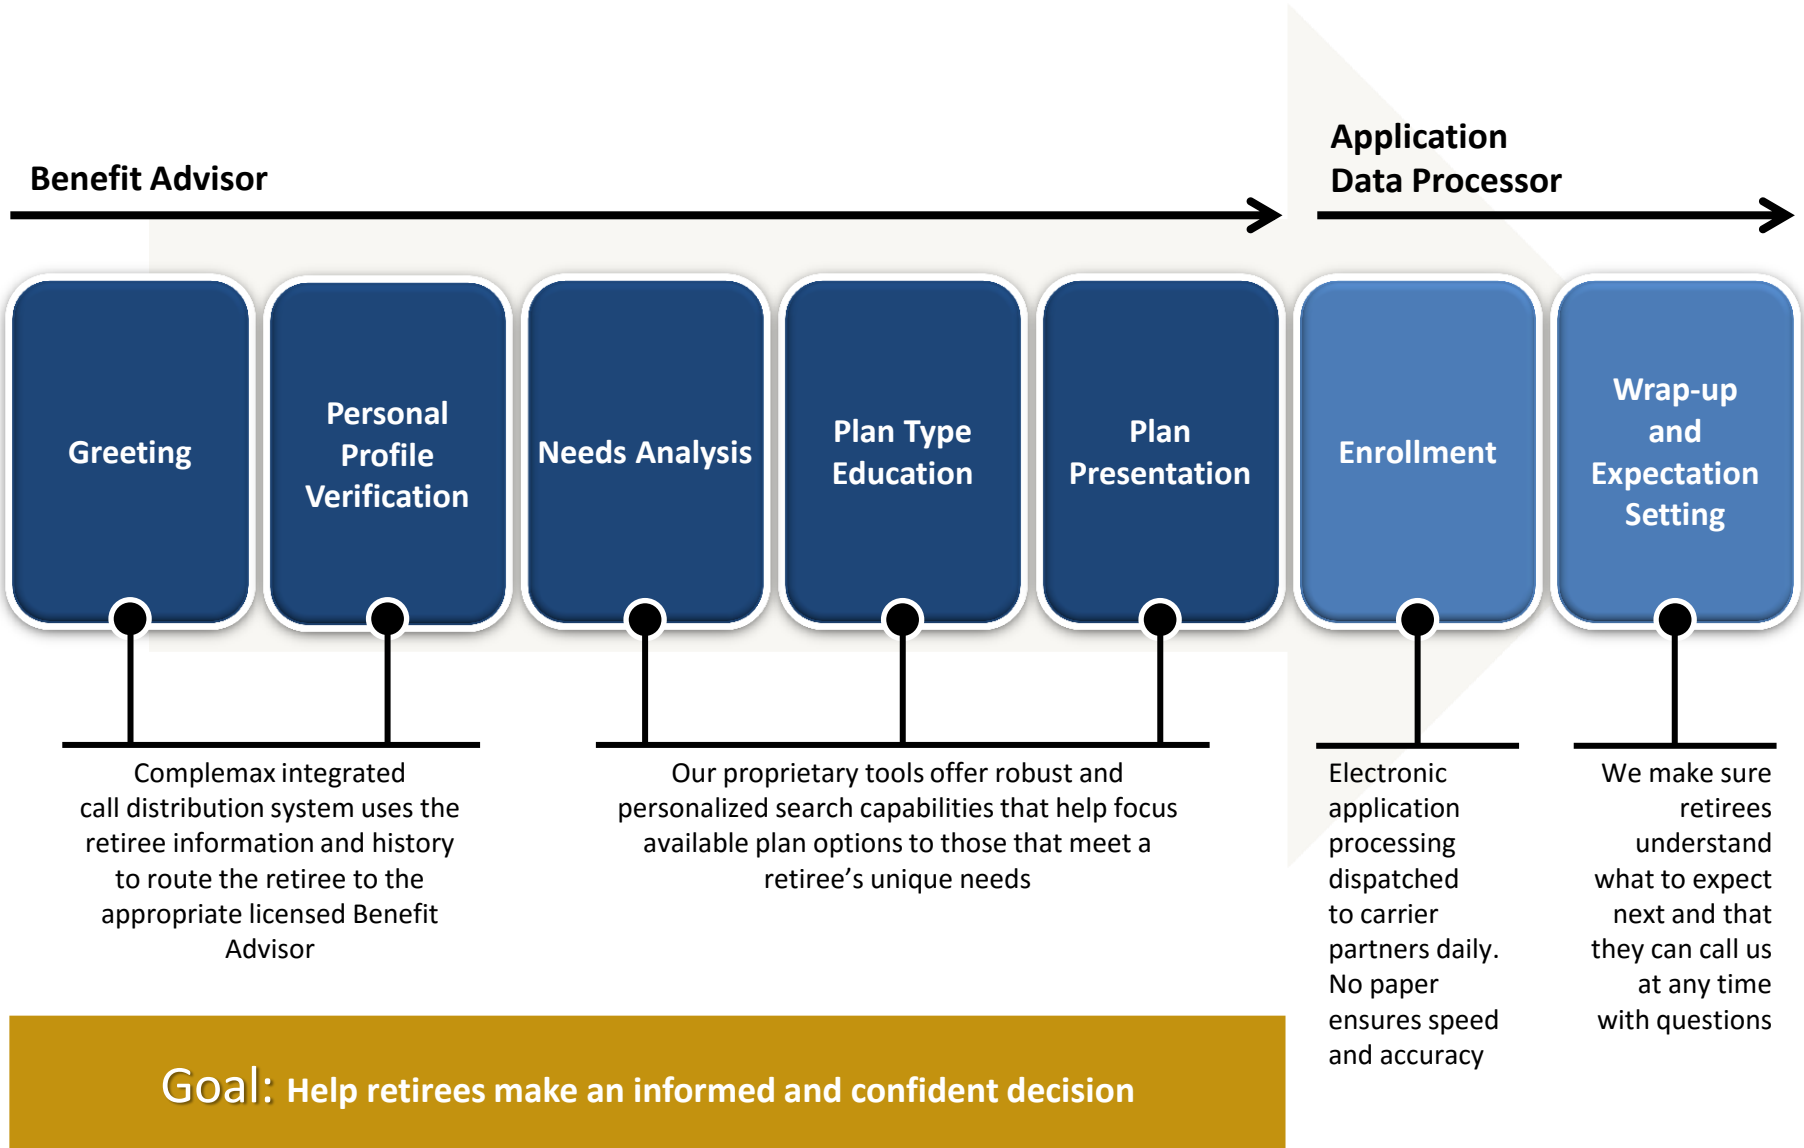 Benefit Advisor
Application
Data Processor
Greeting
Personal
Profile
Verification
Needs Analysis
Plan Type
Education
Plan
Presentation
Enrollment
Wrap-up
and
Expectation
Setting
Complemax integrated
call distribution system uses the
retiree information and history
to route the retiree to the
appropriate licensed Benefit
Advisor
Our proprietary tools offer robust and
personalized search capabilities that help focus
available plan options to those that meet a
retiree’s unique needs
Electronic
application
processing
dispatched
to carrier
partners daily.
No paper
ensures speed
and accuracy
We make sure
retirees
understand
what to expect
next and that
they can call us
at any time
with questions
Goal: Help retirees make an informed and confident decision